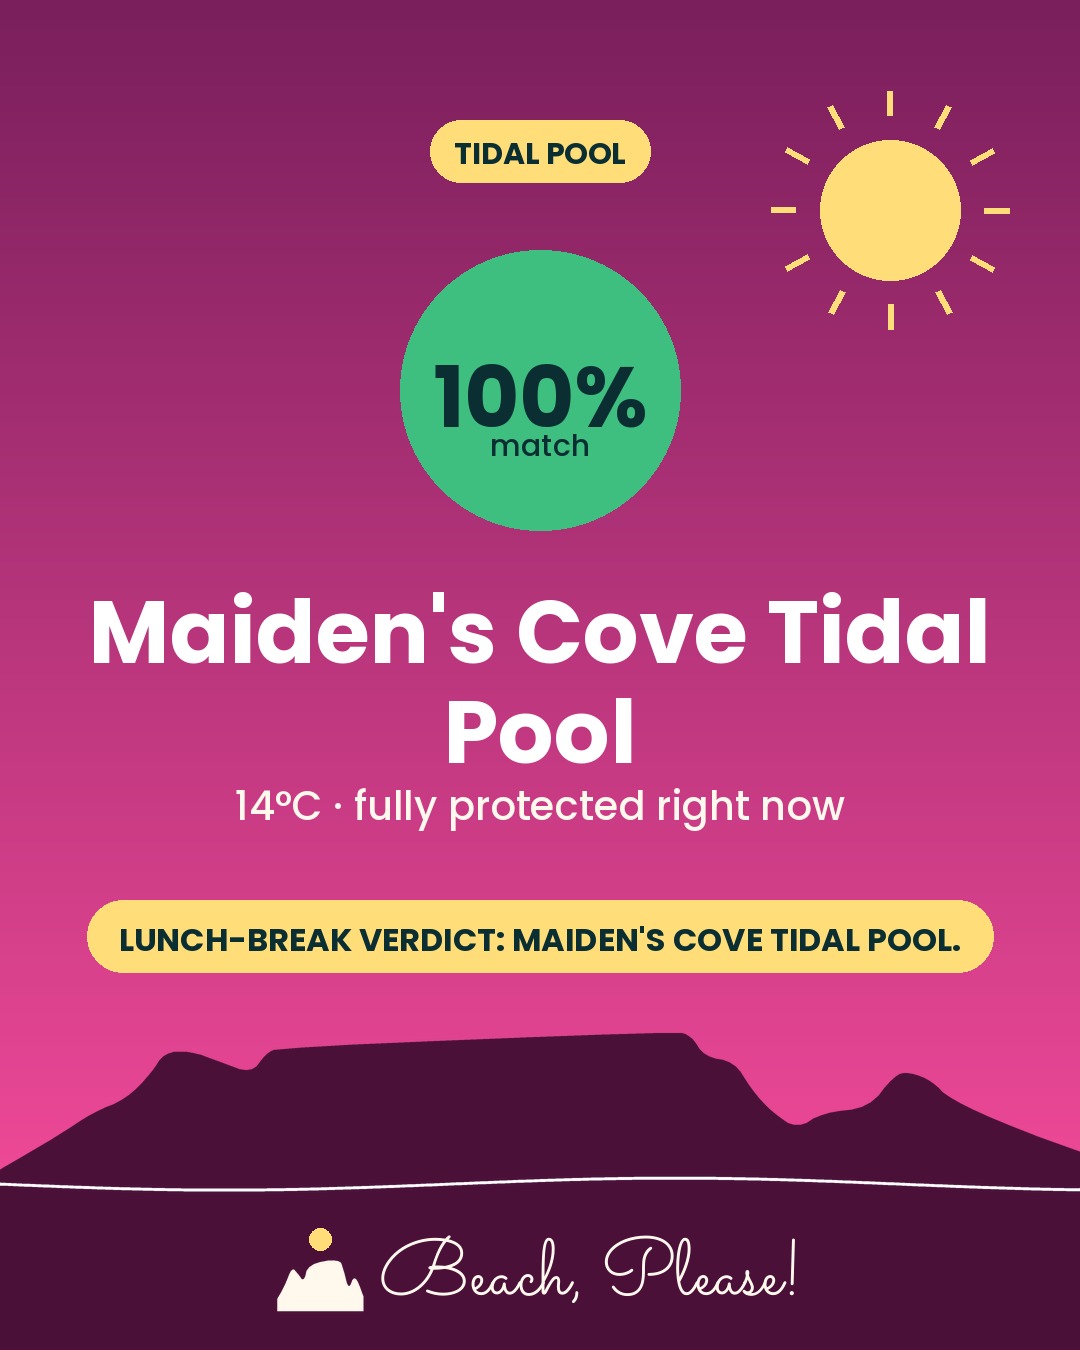 TIDAL POOL
100%
match
Maiden's Cove Tidal
Pool
14°C · fully protected right now
LUNCH-BREAK VERDICT: MAIDEN'S COVE TIDAL POOL.
Beach, Please!